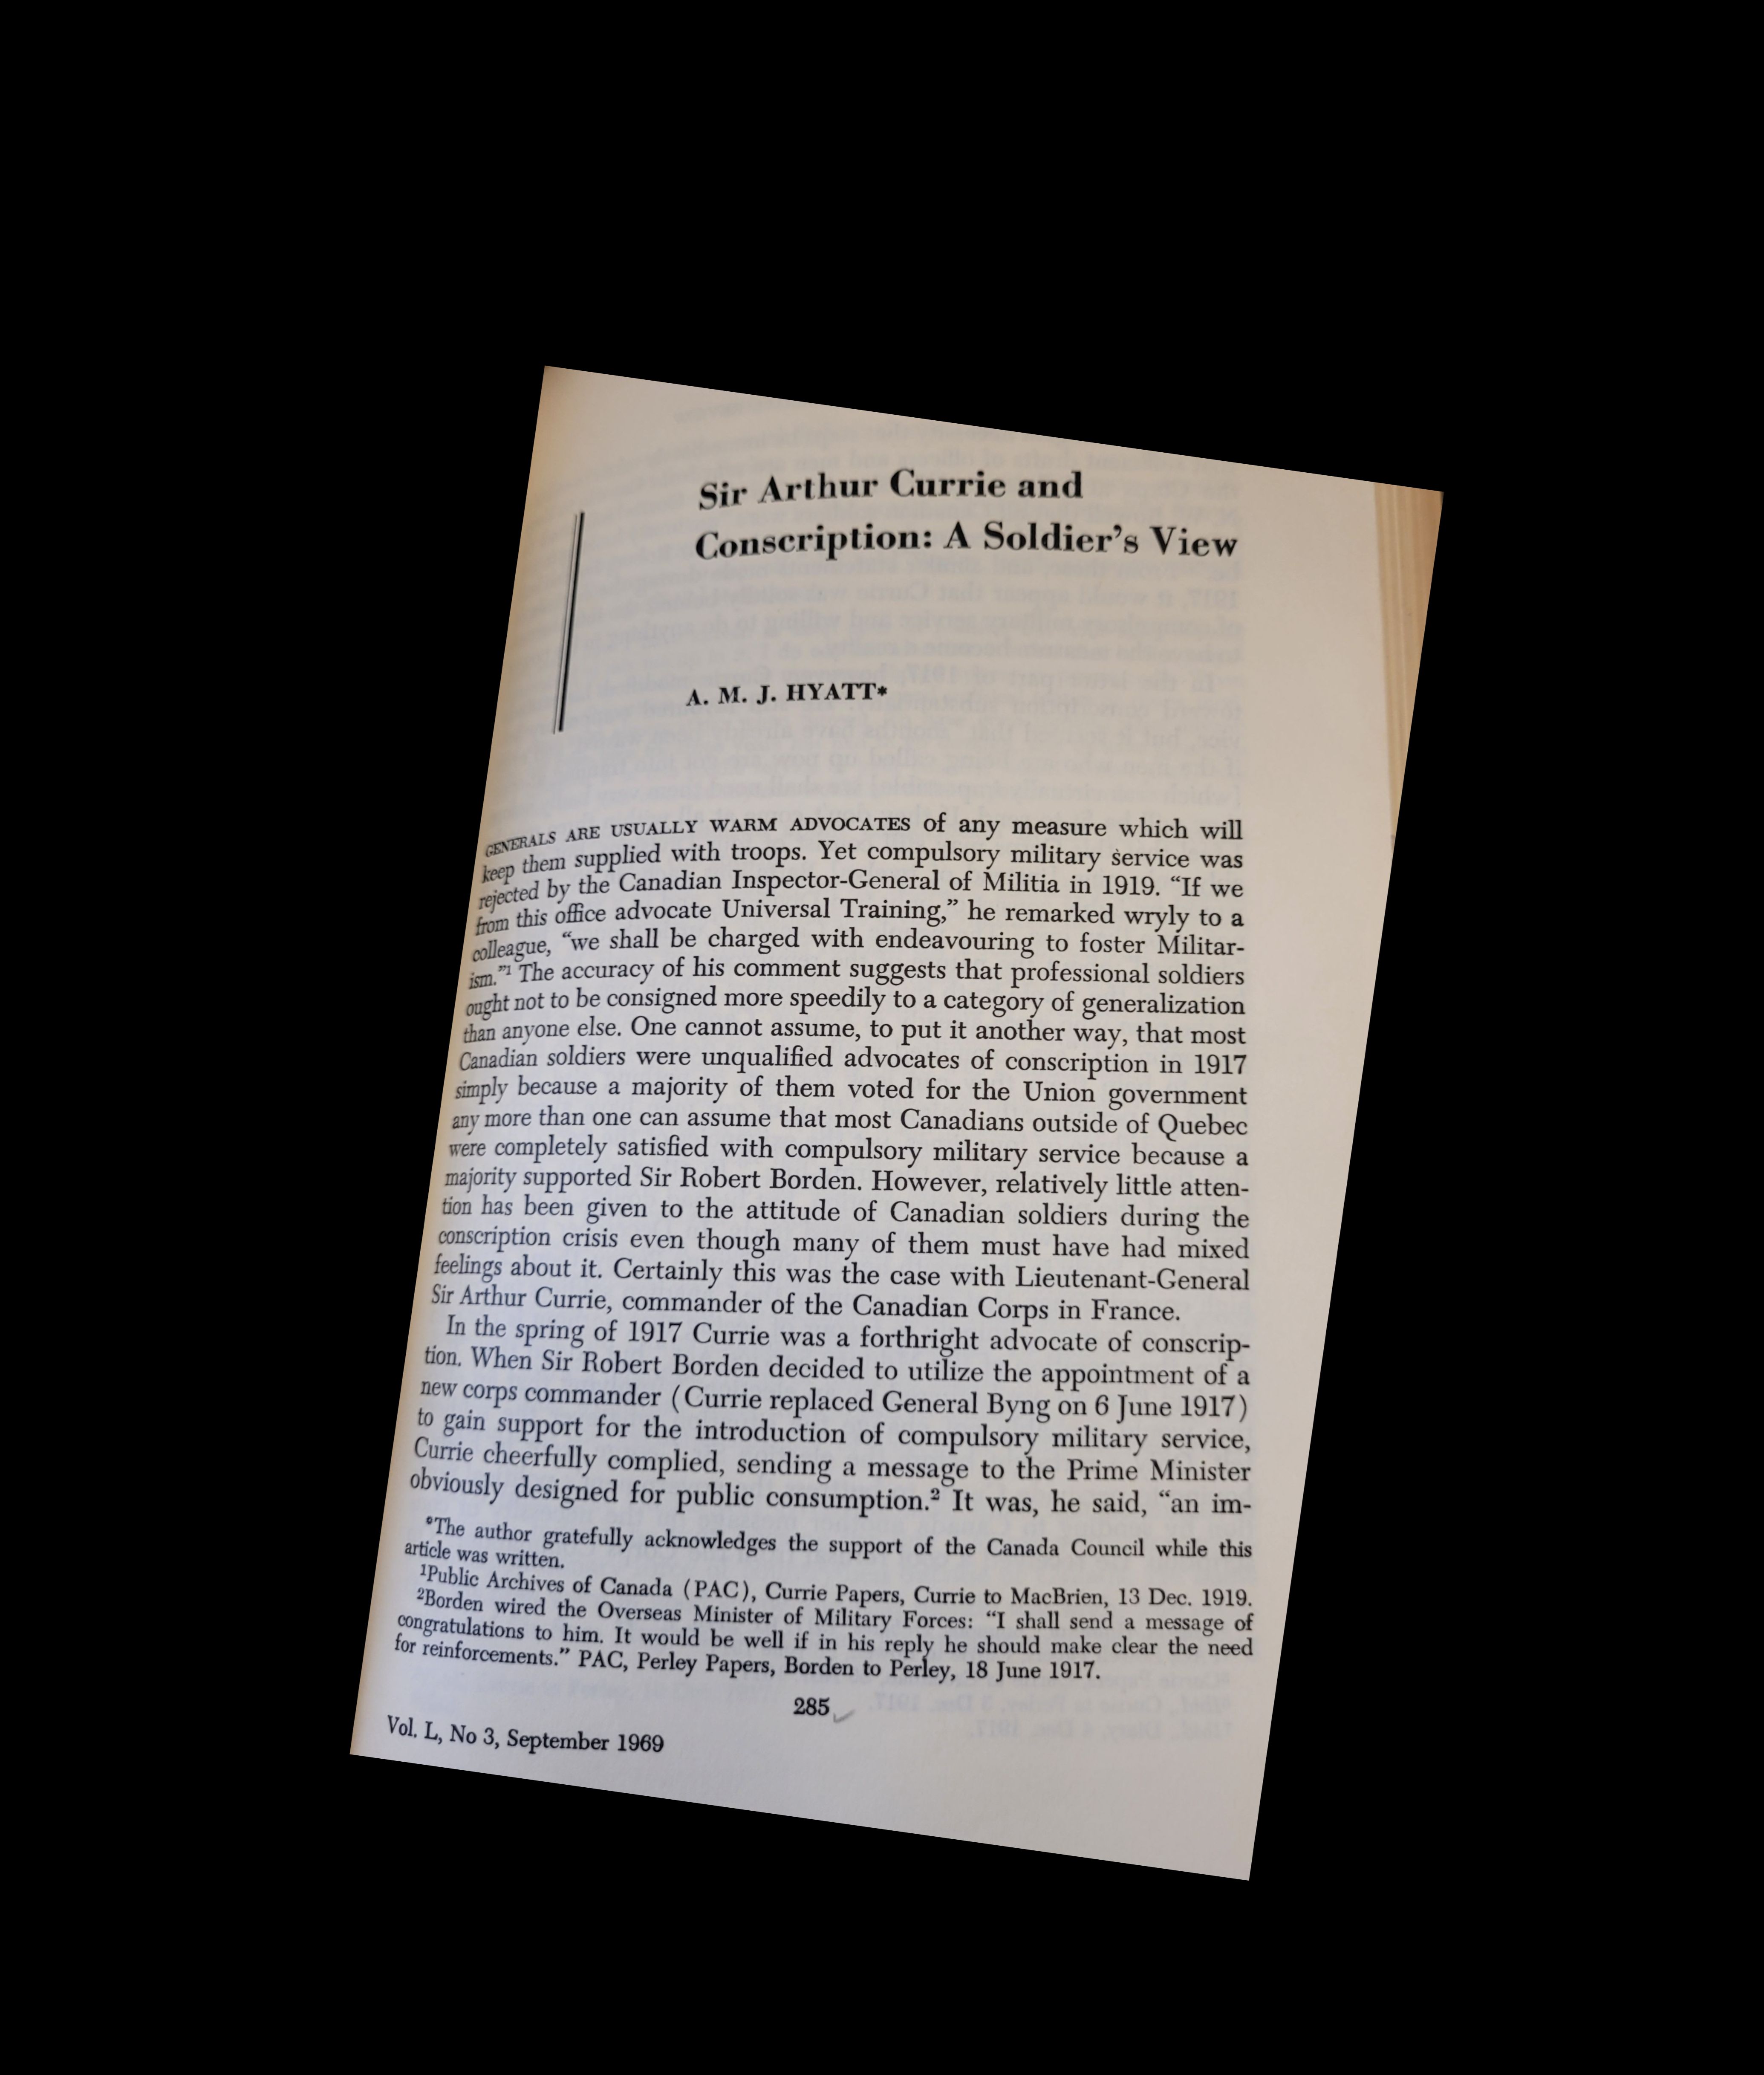 Sir Arthur Currie and
Conscription: A Soldier's View
A. M. J. HYATT*
GENERALS ARE USUALLY WARM ADVOCATES of any measure which will
keep them supplied with troops. Yet compulsory military service was
rejected by the Canadian Inspector-General of Militia in 1919. “If we
from this office advocate Universal Training,” he remarked wryly to a
colleague, “we shall be charged with endeavouring to foster Militar-
ism.”¹ The accuracy of his comment suggests that professional soldiers
ought not to be consigned more speedily to a category of generalization
than anyone else. One cannot assume, to put it another way, that most
Canadian soldiers were unqualified advocates of conscription in 1917
simply because a majority of them voted for the Union government
any more than one can assume that most Canadians outside of Quebec
were completely satisfied with compulsory military service because a
majority supported Sir Robert Borden. However, relatively little atten-
tion has been given to the attitude of Canadian soldiers during the
conscription crisis even though many of them must have had mixed
feelings about it. Certainly this was the case with Lieutenant-General
Sir Arthur Currie, commander of the Canadian Corps in France.
In the spring of 1917 Currie was a forthright advocate of conscrip-
tion. When Sir Robert Borden decided to utilize the appointment of a
new corps commander (Currie replaced General Byng on 6 June 1917)
to gain support for the introduction of compulsory military service,
Currie cheerfully complied, sending a message to the Prime Minister
obviously designed for public consumption.² It was, he said, “an im-
*The author gratefully acknowledges the support of the Canada Council while this
article was written.
¹Public Archives of Canada (PAC), Currie Papers, Currie to MacBrien, 13 Dec. 1919.
²Borden wired the Overseas Minister of Military Forces: “I shall send a message of
congratulations to him. It would be well if in his reply he should make clear the need
for reinforcements.” PAC, Perley Papers, Borden to Perley, 18 June 1917.
285
Vol. L, No 3, September 1969